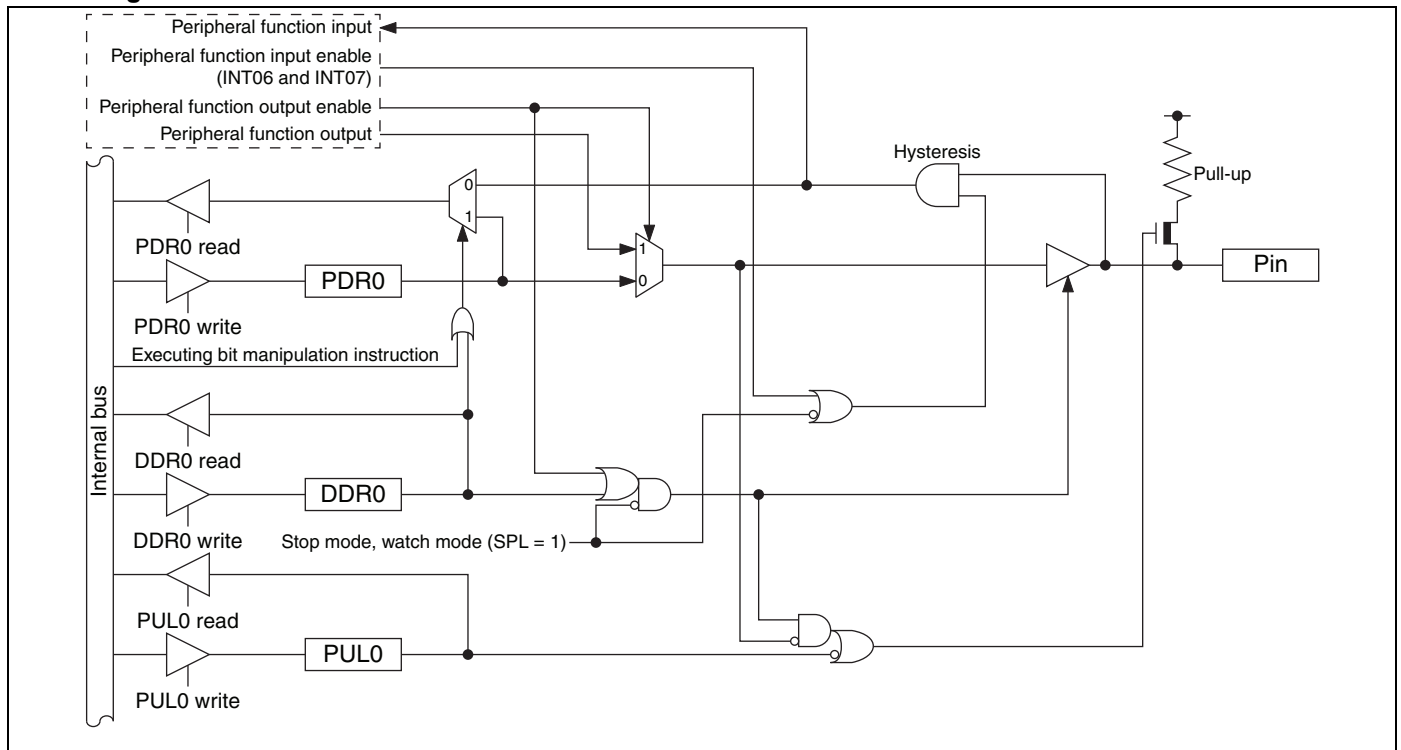 Peripheral function input
Peripheral function input enable
(INT06 and INT07)
Peripheral function output enable
Peripheral function output
Hysteresis
Pull-up
0
1
PDR0 read
1
0
PDR0
Pin
PDR0 write
Executing bit manipulation instruction
Internal bus
DDR0 read
DDR0
DDR0 write
Stop mode, watch mode (SPL = 1)
PUL0 read
PUL0
PUL0 write